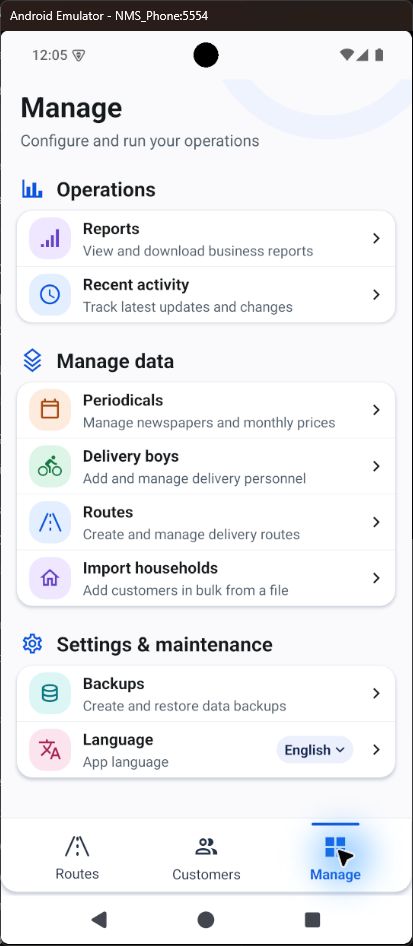 Android Emulator - NMS_Phone:5554
12:05
Manage
Configure and run your operations
Operations
Reports
View and download business reports
Recent activity
Track latest updates and changes
Manage data
Periodicals
Manage newspapers and monthly prices
Delivery boys
Add and manage delivery personnel
Routes
Create and manage delivery routes
Import households
Add customers in bulk from a file
Settings & maintenance
Backups
Create and restore data backups
Language
App language
English
Routes
Customers
Manage